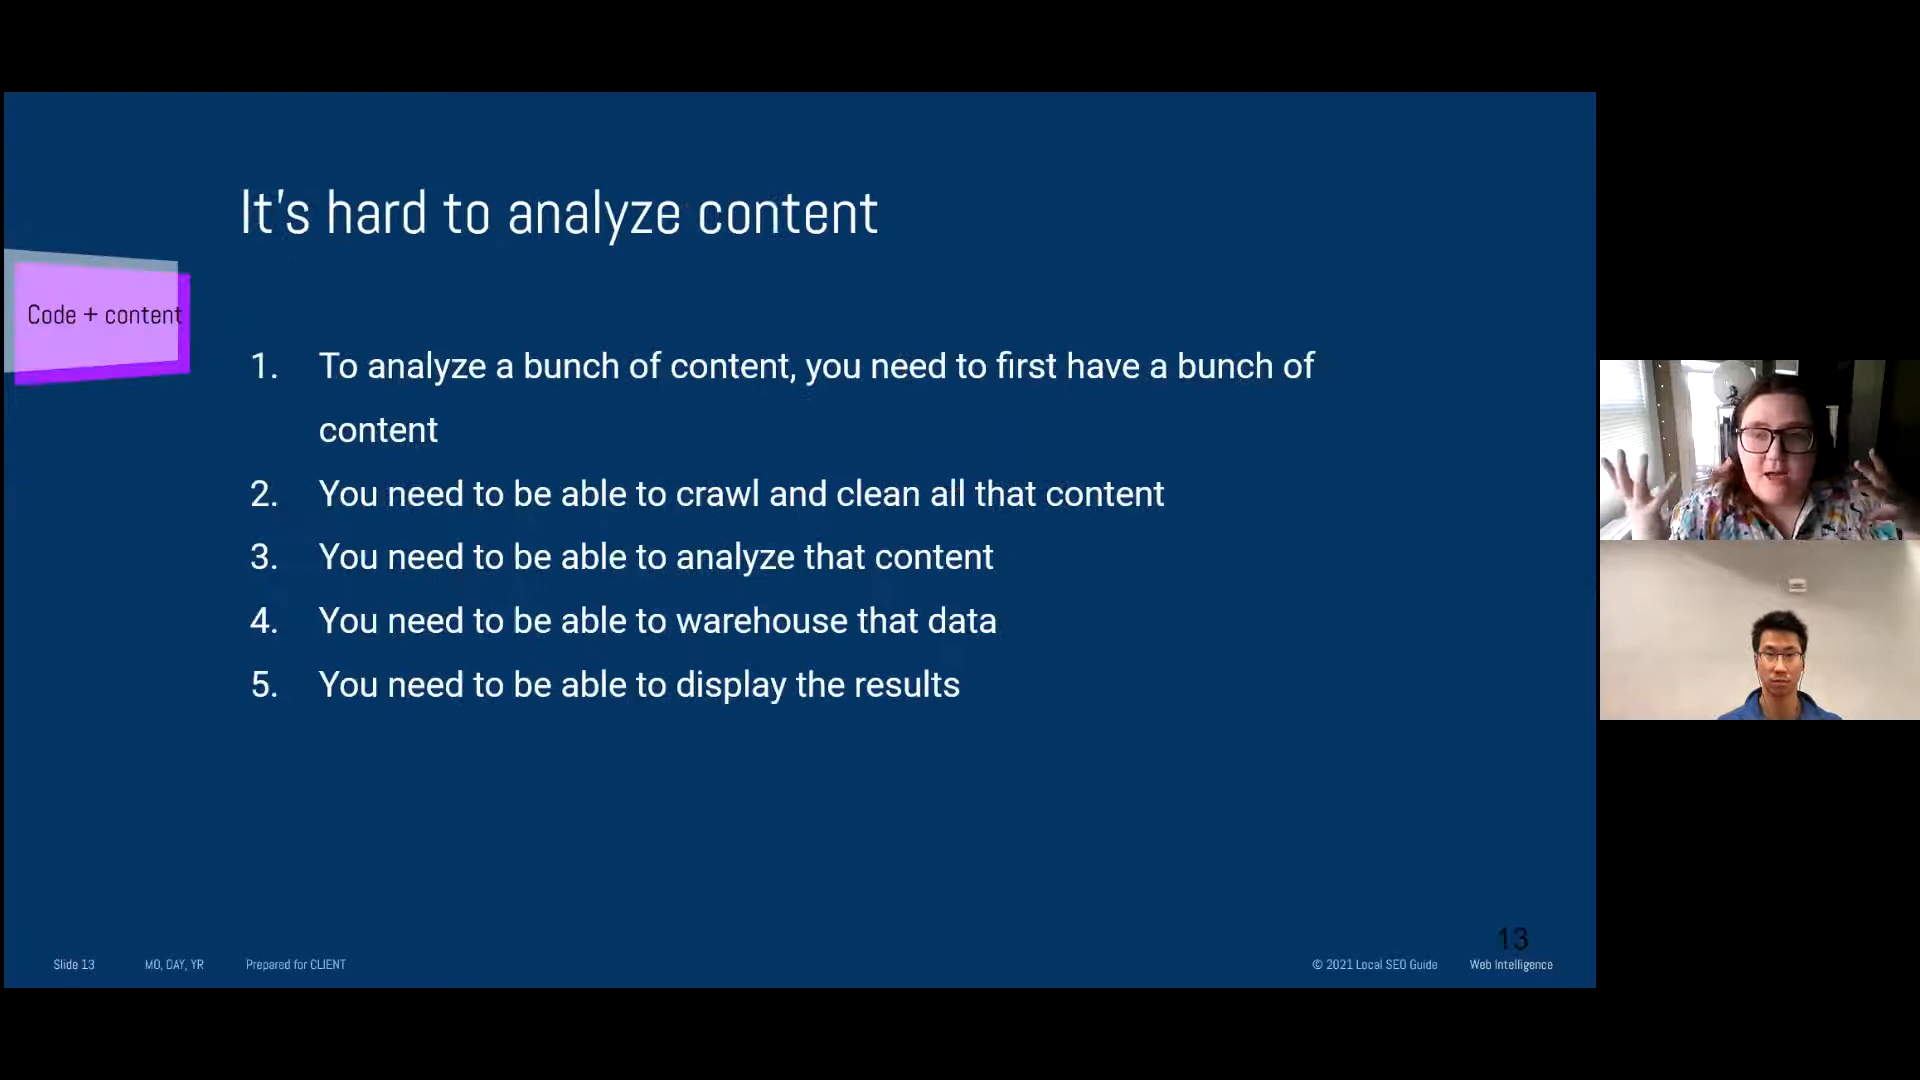 It's hard to analyze content
Code + content
1. To analyze a bunch of content, you need to first have a bunch of
content
2. You need to be able to crawl and clean all that content
3. You need to be able to analyze that content
4. You need to be able to warehouse that data
5. You need to be able to display the results
13
Slide 13 MO, DAY, YR Prepared for CLIENT © 2021 Local SEO Guide Web Intelligence